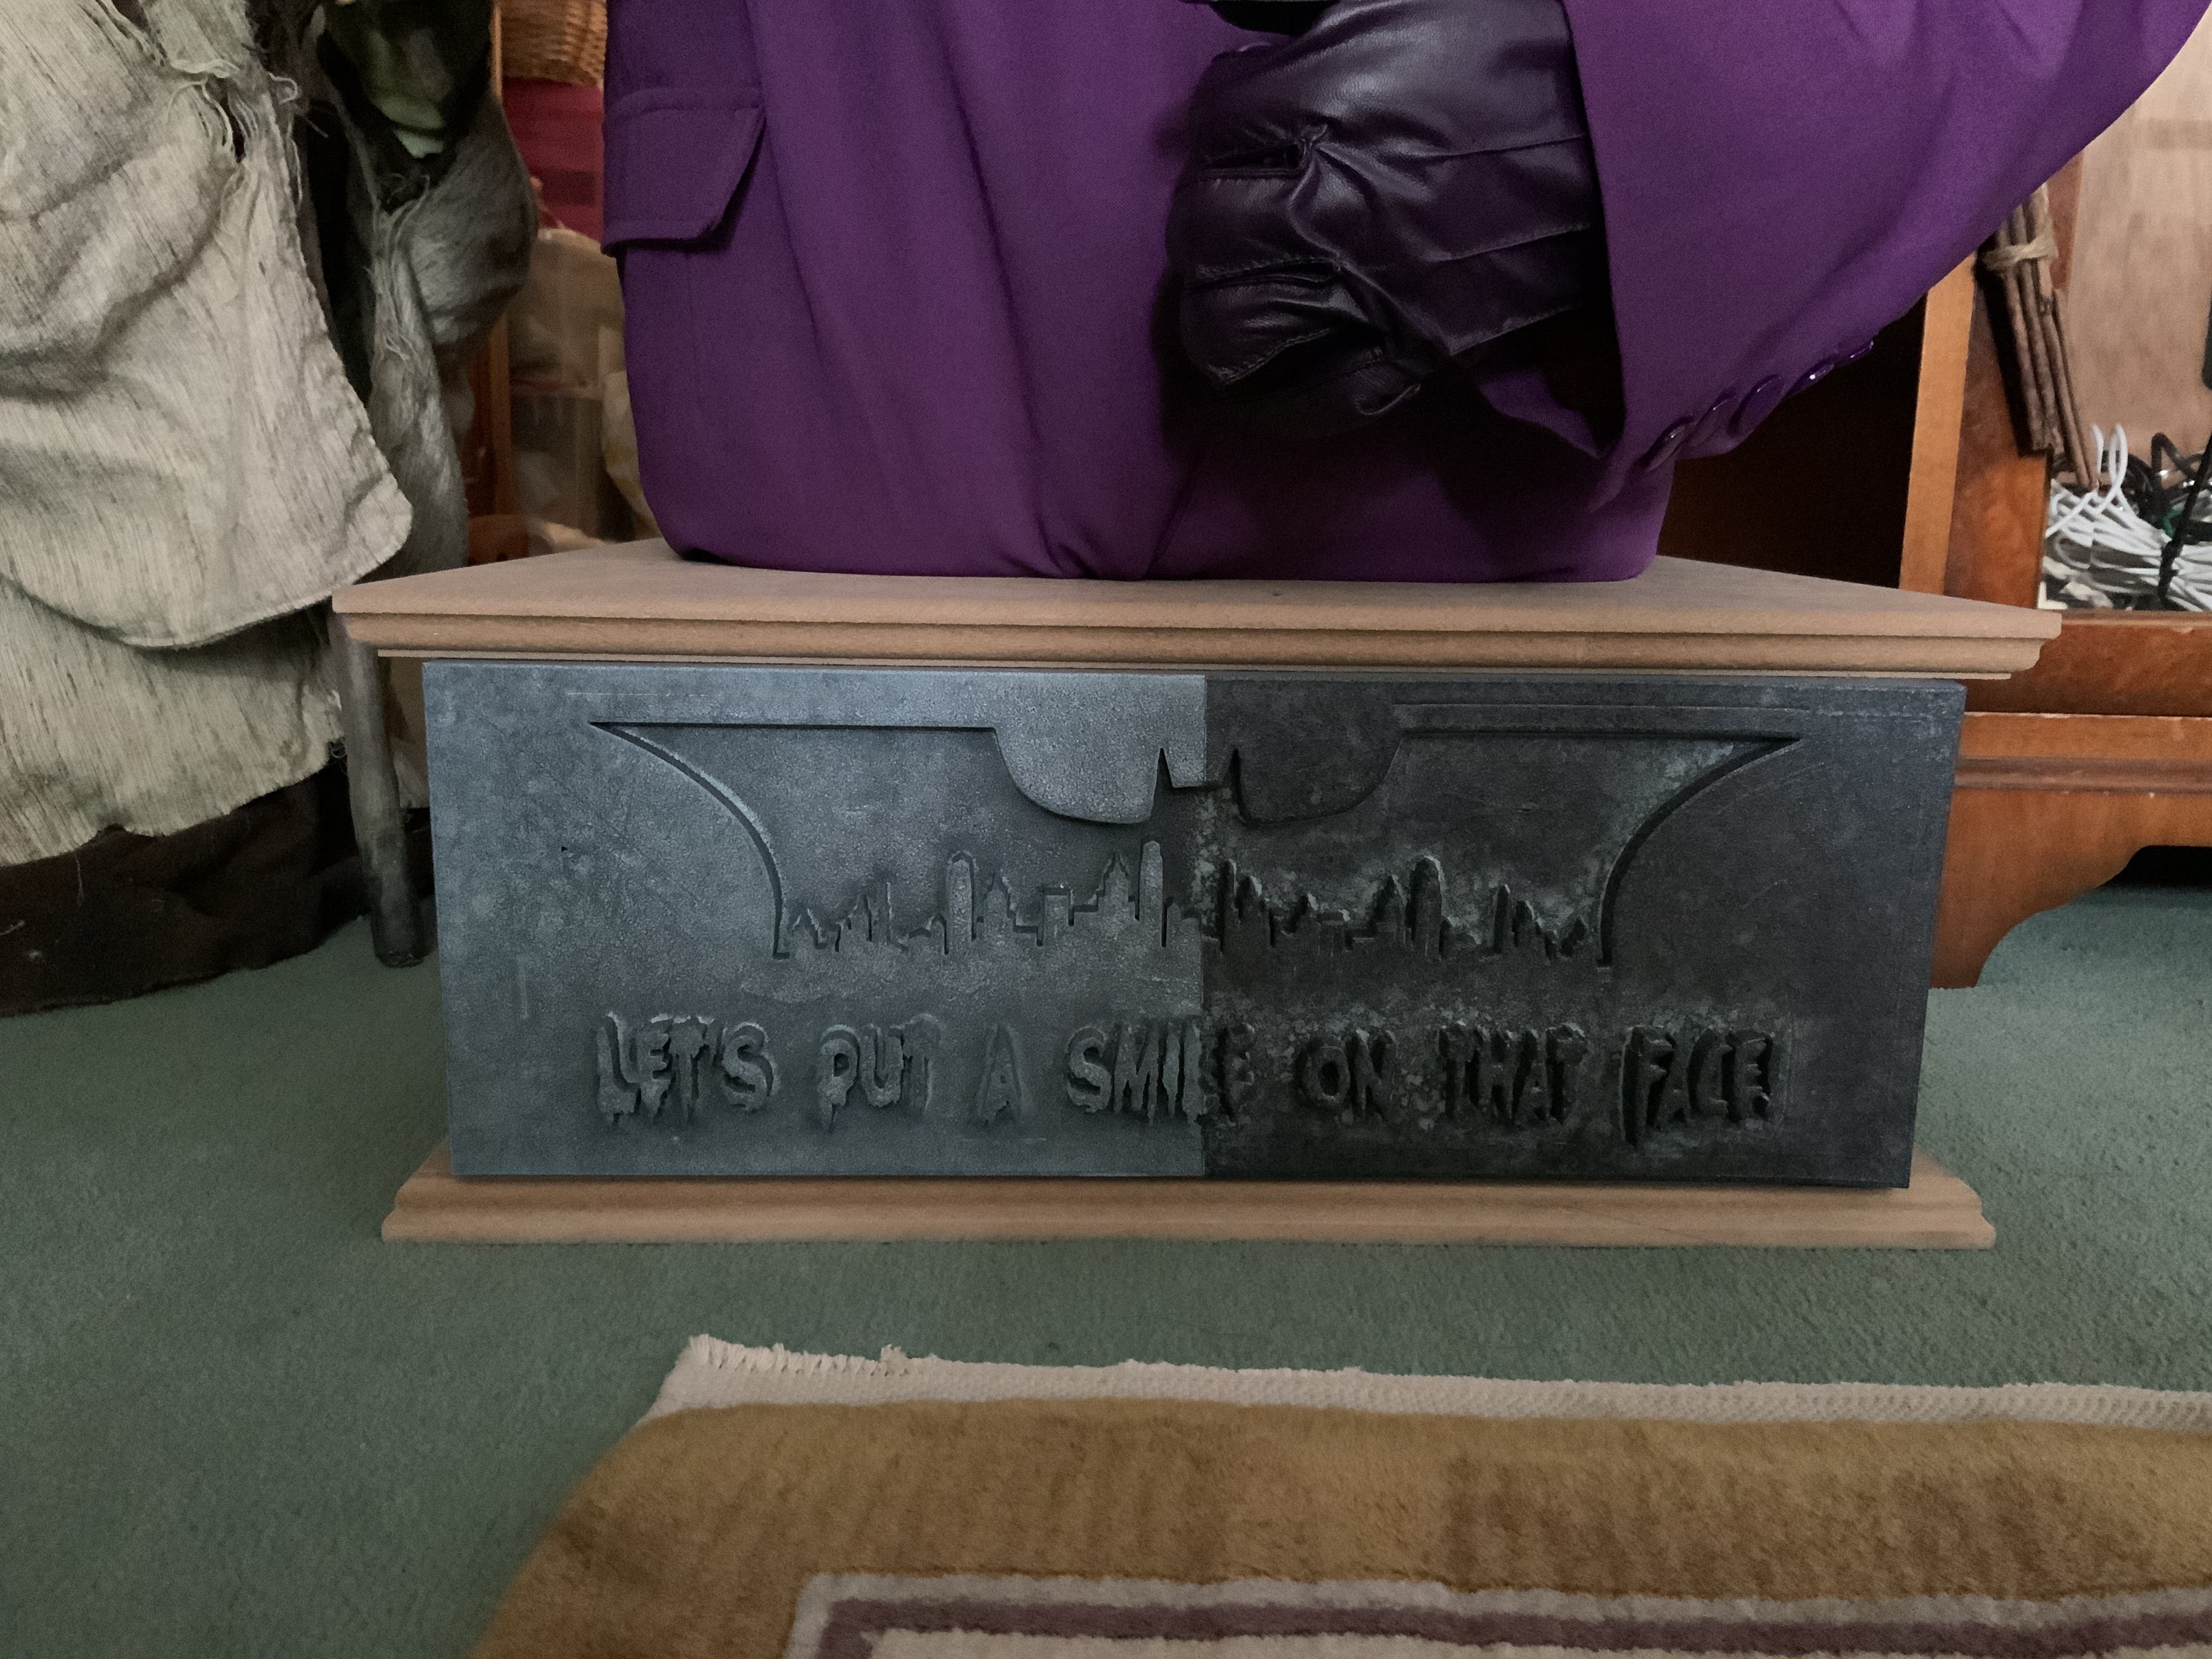 LET'S PUT A SMILE ON THAT FACE